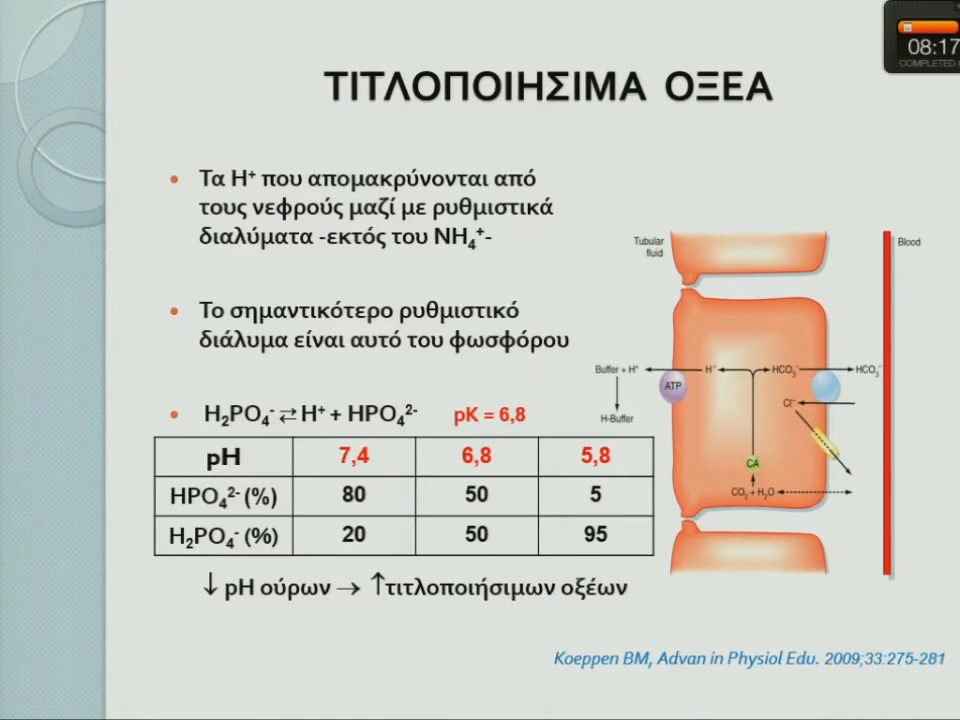 08:17
COMPLETED
ΤΙΤΛΟΠΟΙΗΣΙΜΑ ΟΞΕΑ
• Τα H⁺ που απομακρύνονται από
τους νεφρούς μαζί με ρυθμιστικά
διαλύματα -εκτός του NH₄⁺-
• Το σημαντικότερο ρυθμιστικό
διάλυμα είναι αυτό του φωσφόρου
• H₂PO₄⁻ ⇄ H⁺ + HPO₄²⁻ pK = 6,8
pH 7,4 6,8 5,8
HPO₄²⁻ (%) 80 50 5
H₂PO₄⁻ (%) 20 50 95
↓ pH ούρων → ↑τιτλοποιήσιμων οξέων
Tubular
fluid
Blood
Buffer + H⁺
H⁺
HCO₃⁻
HCO₃⁻
ATP
Cl⁻
H-Buffer
CA
CO₂ + H₂O
Koeppen BM, Advan in Physiol Edu. 2009;33:275-281